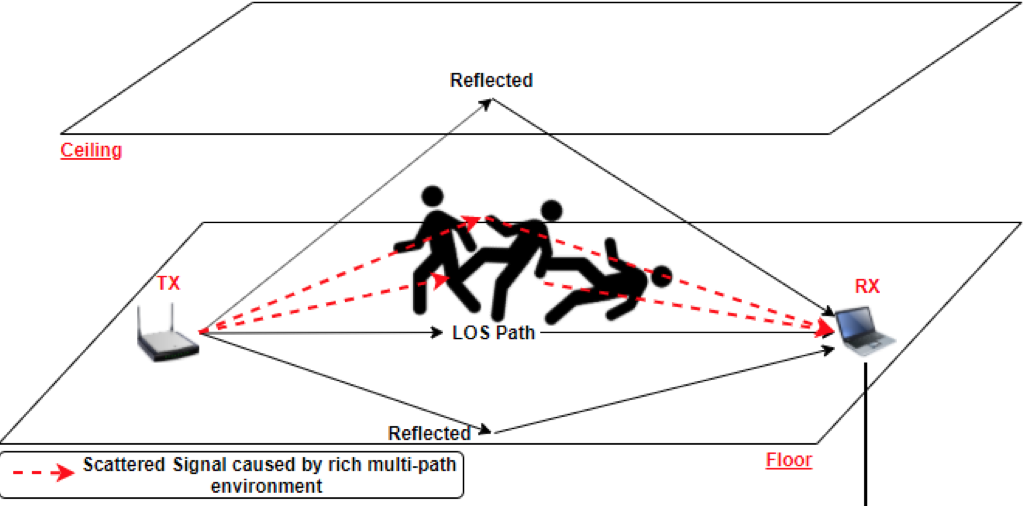 Reflected
Ceiling
TX
RX
LOS Path
Reflected
Floor
Scattered Signal caused by rich multi-path
environment